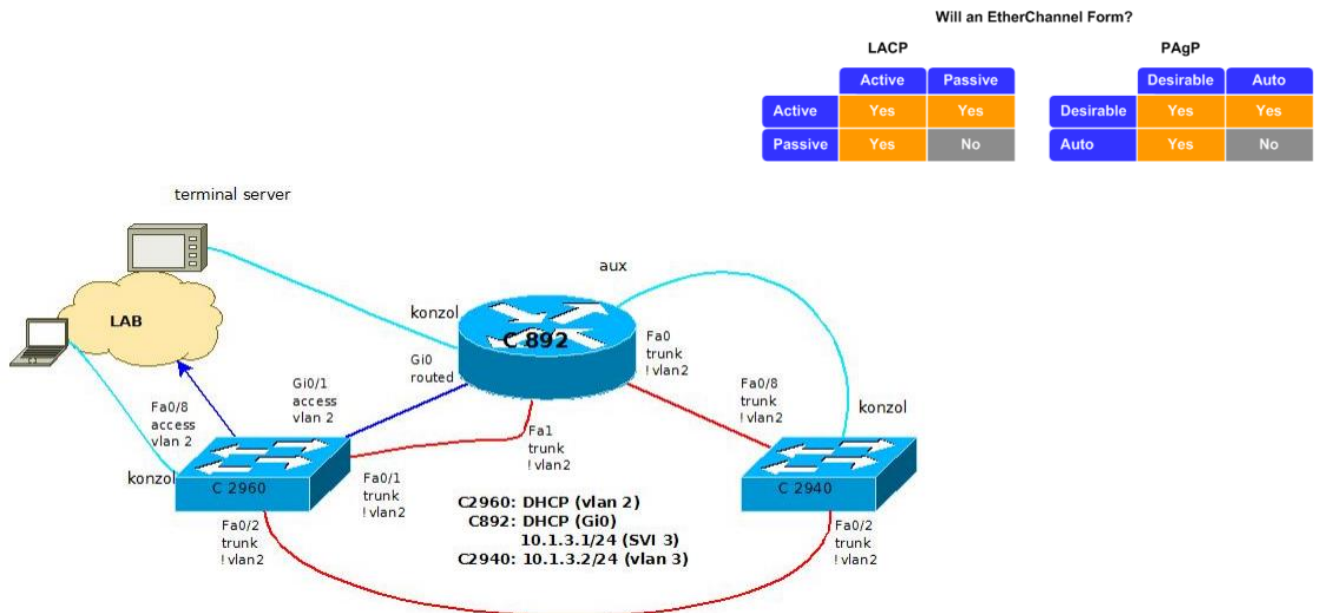 Will an EtherChannel Form?
LACP
Active Passive
Active Yes Yes
Passive Yes No
PAgP
Desirable Auto
Desirable Yes Yes
Auto Yes No
terminal server
LAB
konzol
aux
C 892
Gi0
routed
Fa0
trunk
!vlan2
Fa1
trunk
!vlan2
Gi0/1
access
vlan 2
Fa0/8
access
vlan 2
konzol
C 2960
Fa0/1
trunk
!vlan2
Fa0/2
trunk
!vlan2
Fa0/8
trunk
!vlan2
konzol
C 2940
Fa0/2
trunk
!vlan2
C2960: DHCP (vlan 2)
C892: DHCP (Gi0)
10.1.3.1/24 (SVI 3)
C2940: 10.1.3.2/24 (vlan 3)